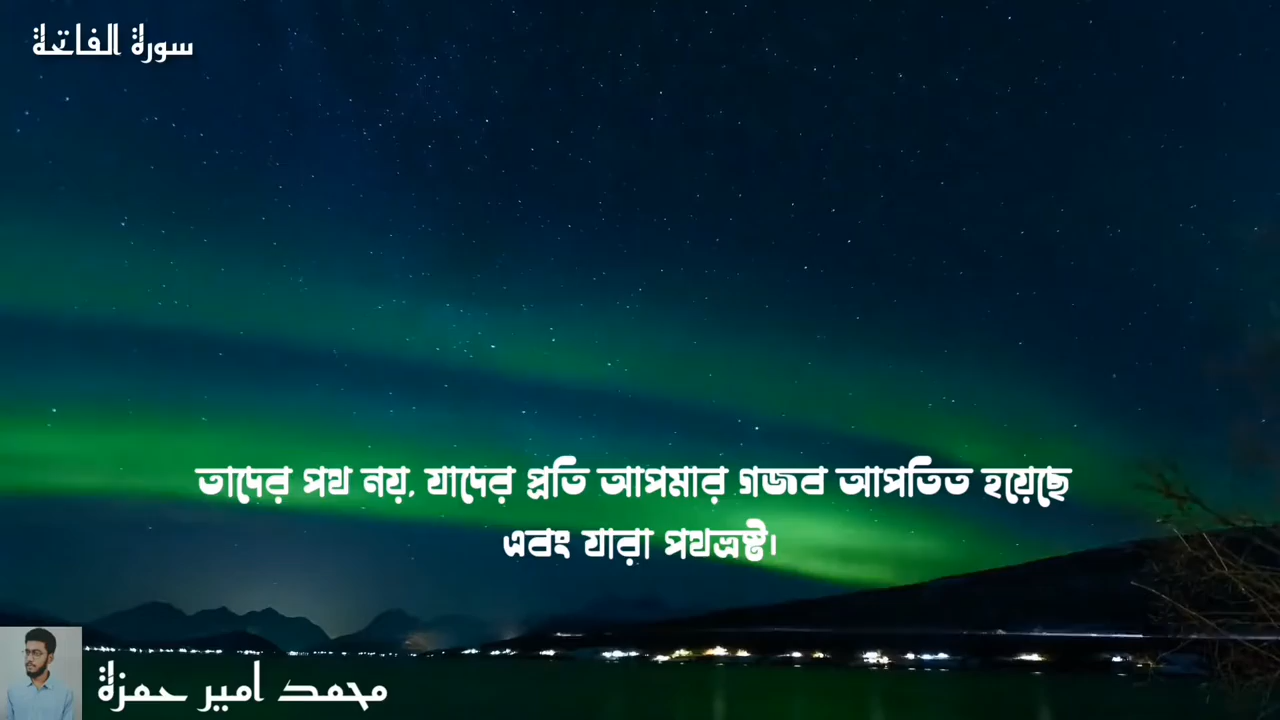 سورة الفاتحة
তাদের পথ নয়, যাদের প্রতি আপনার গজব আপতিত হয়েছে
এবং যারা পথভ্রষ্ট।
محمد امير حمزة